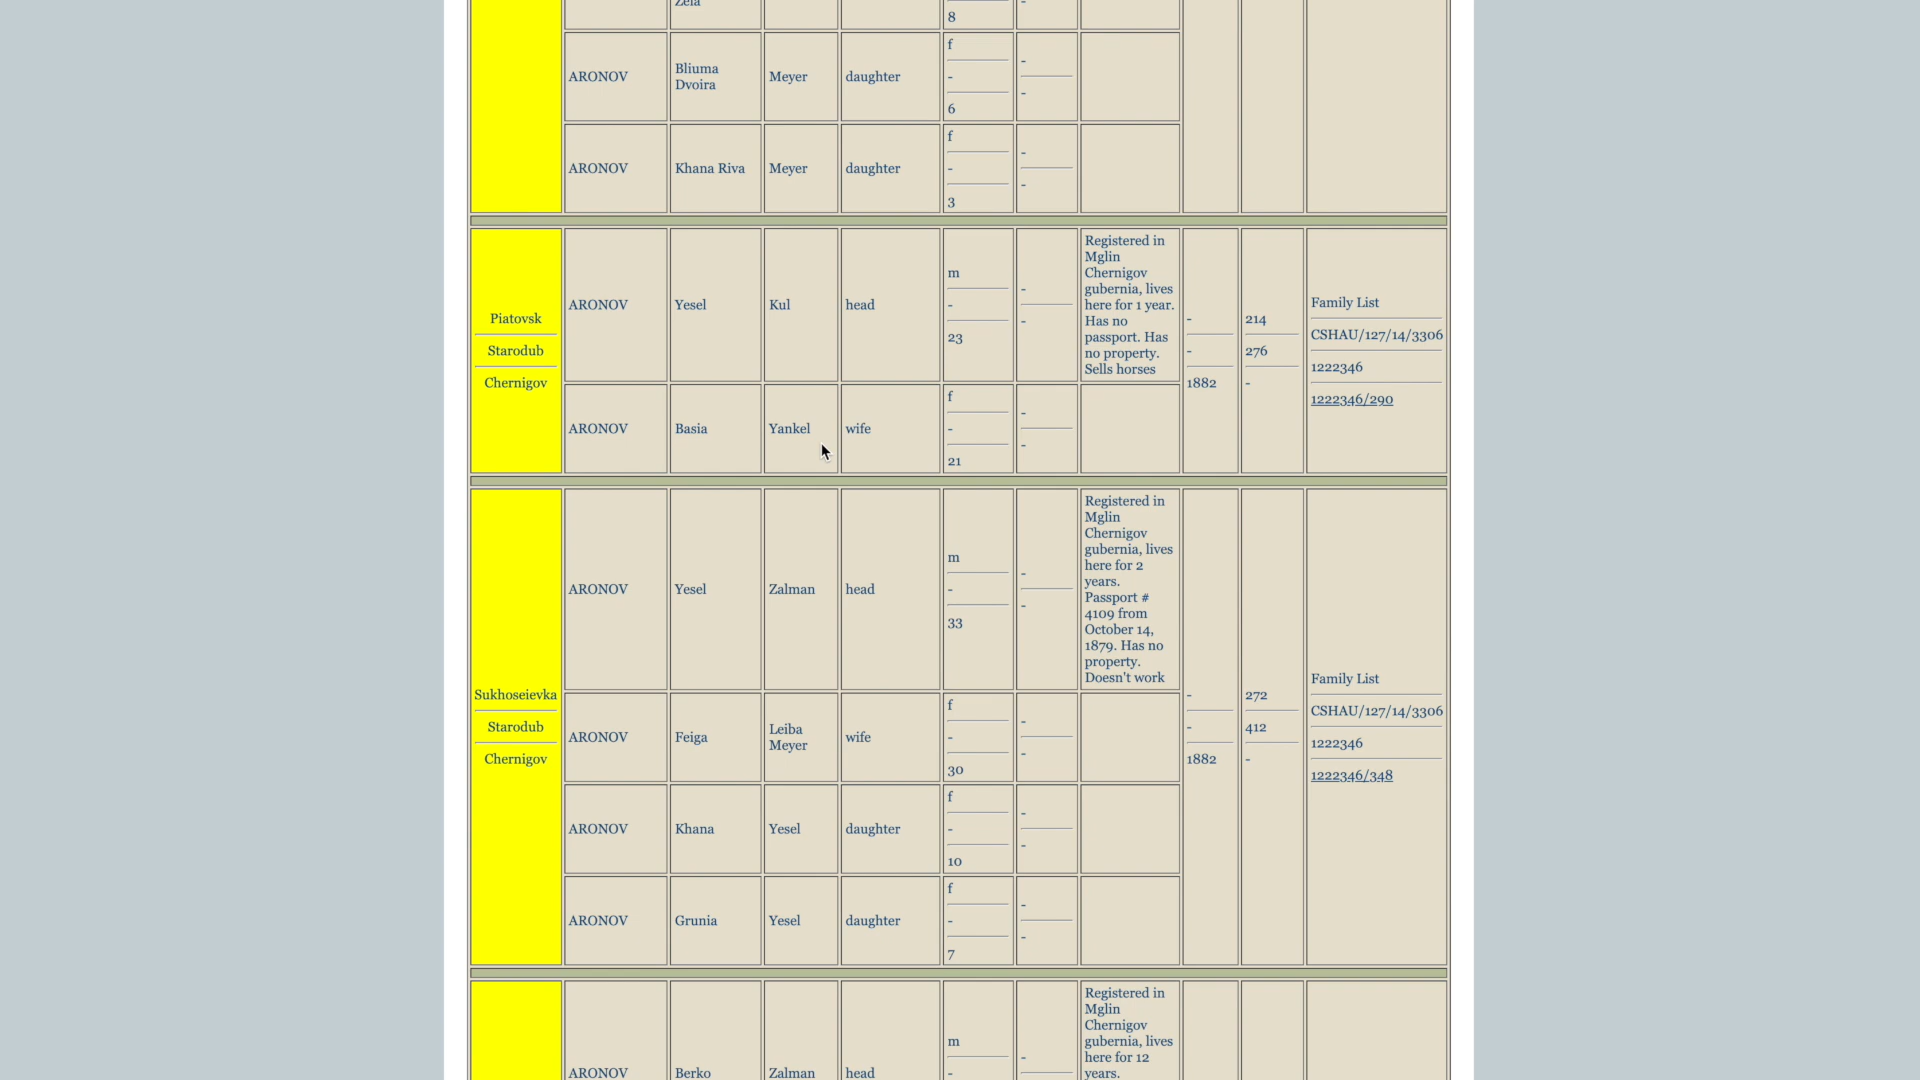 Zela
8
-
ARONOV
Bliuma
Dvoira
Meyer
daughter
f
-
6
-
-
ARONOV
Khana Riva
Meyer
daughter
f
-
3
-
-
Piatovsk
Starodub
Chernigov
ARONOV
Yesel
Kul
head
m
-
23
-
-
Registered in
Mglin
Chernigov
gubernia, lives
here for 1 year.
Has no
passport. Has
no property.
Sells horses
-
-
1882
214
276
-
Family List
CSHAU/127/14/3306
1222346
1222346/290
ARONOV
Basia
Yankel
wife
f
-
21
-
-
Sukhoseievka
Starodub
Chernigov
ARONOV
Yesel
Zalman
head
m
-
33
-
-
Registered in
Mglin
Chernigov
gubernia, lives
here for 2
years.
Passport #
4109 from
October 14,
1879. Has no
property.
Doesn't work
-
-
1882
272
412
-
Family List
CSHAU/127/14/3306
1222346
1222346/348
ARONOV
Feiga
Leiba
Meyer
wife
f
-
30
-
-
ARONOV
Khana
Yesel
daughter
f
-
10
-
-
ARONOV
Grunia
Yesel
daughter
f
-
7
-
-
ARONOV
Berko
Zalman
head
m
-
-
Registered in
Mglin
Chernigov
gubernia, lives
here for 12
years.